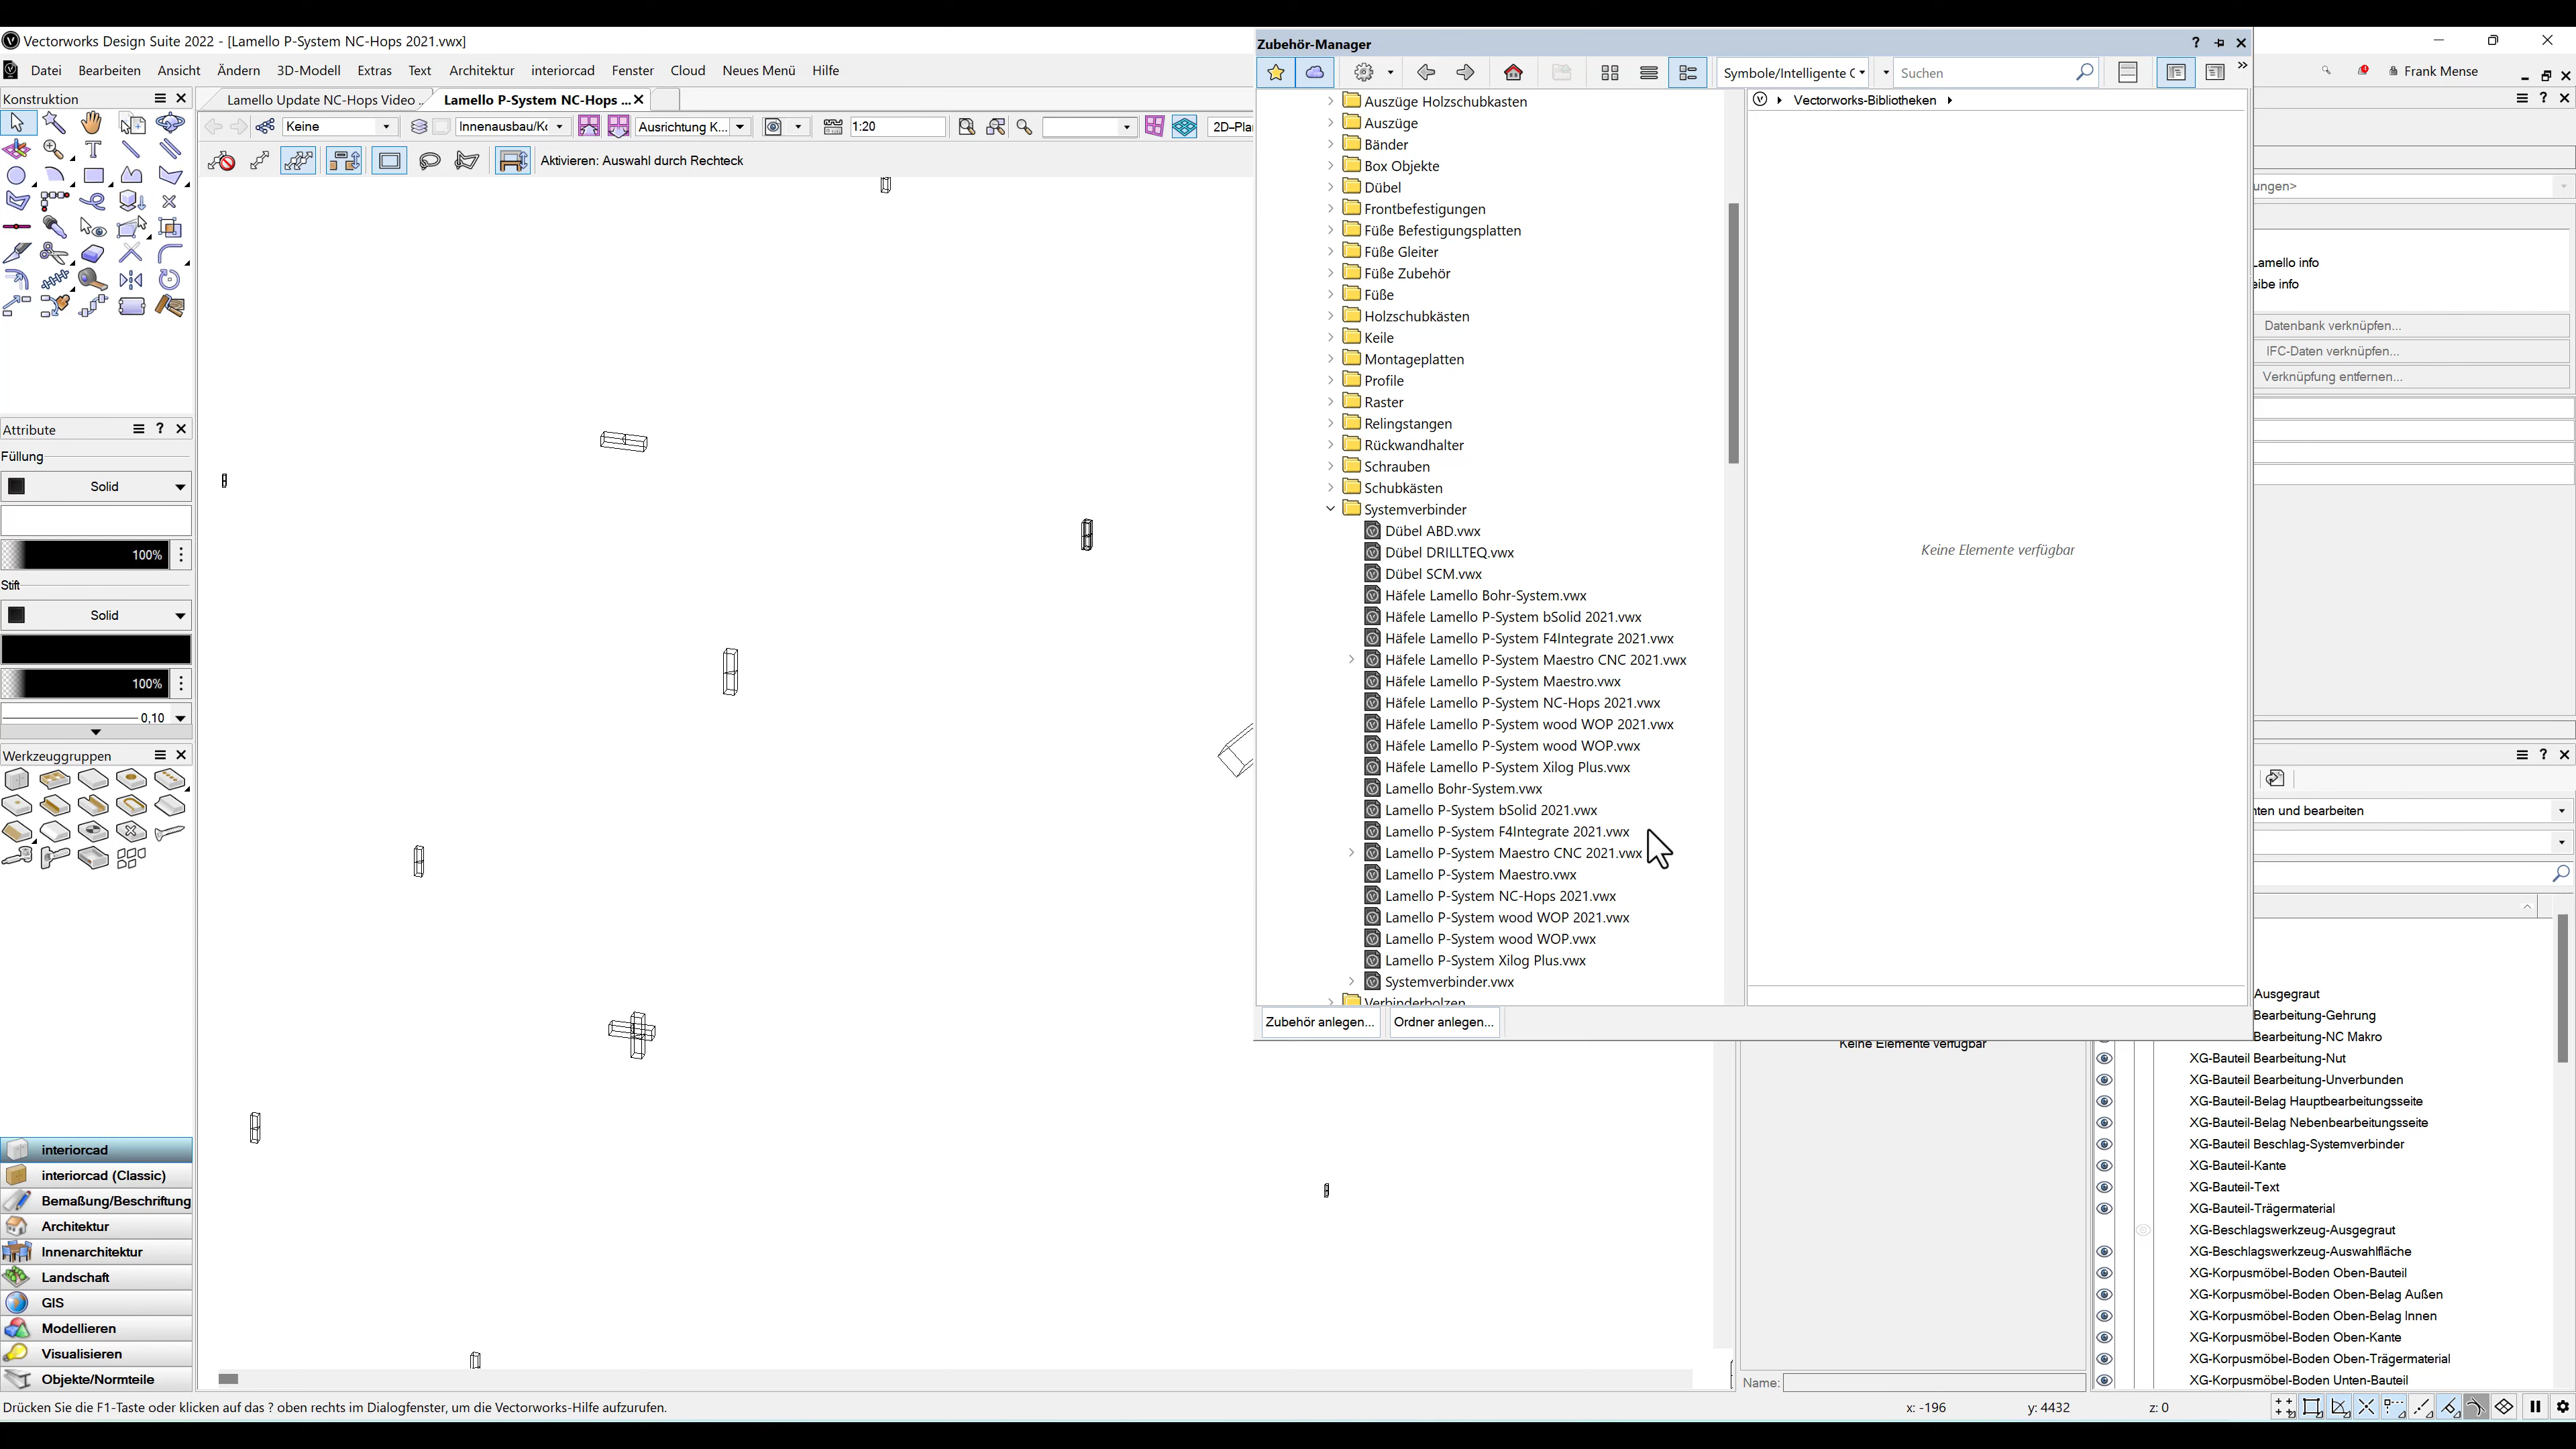 Vectorworks Design Suite 2022 - [Lamello P-System NC-Hops 2021.vwx]
Datei Bearbeiten Ansicht Ändern 3D-Modell Extras Text Architektur interiorcad Fenster Cloud Neues Menü Hilfe
Frank Mense
Konstruktion
Lamello Update NC-Hops Video ...
Lamello P-System NC-Hops ...
Keine
Innenausbau/Kc
Ausrichtung K...
1:20
2D-Plan
Aktivieren: Auswahl durch Rechteck
Attribute
Füllung
Solid
100%
Stift
Solid
100%
0,10
Werkzeuggruppen
interiorcad
interiorcad (Classic)
Bemaßung/Beschriftung
Architektur
Innenarchitektur
Landschaft
GIS
Modellieren
Visualisieren
Objekte/Normteile
Zubehör-Manager
Symbole/Intelligente C
Suchen
Vectorworks-Bibliotheken
Auszüge Holzschubkasten
Auszüge
Bänder
Box Objekte
Dübel
Frontbefestigungen
Füße Befestigungsplatten
Füße Gleiter
Füße Zubehör
Füße
Holzschubkästen
Keile
Montageplatten
Profile
Raster
Relingstangen
Rückwandhalter
Schrauben
Schubkästen
Systemverbinder
Dübel ABD.vwx
Dübel DRILLTEQ.vwx
Dübel SCM.vwx
Häfele Lamello Bohr-System.vwx
Häfele Lamello P-System bSolid 2021.vwx
Häfele Lamello P-System F4Integrate 2021.vwx
Häfele Lamello P-System Maestro CNC 2021.vwx
Häfele Lamello P-System Maestro.vwx
Häfele Lamello P-System NC-Hops 2021.vwx
Häfele Lamello P-System wood WOP 2021.vwx
Häfele Lamello P-System wood WOP.vwx
Häfele Lamello P-System Xilog Plus.vwx
Lamello Bohr-System.vwx
Lamello P-System bSolid 2021.vwx
Lamello P-System F4Integrate 2021.vwx
Lamello P-System Maestro CNC 2021.vwx
Lamello P-System Maestro.vwx
Lamello P-System NC-Hops 2021.vwx
Lamello P-System wood WOP 2021.vwx
Lamello P-System wood WOP.vwx
Lamello P-System Xilog Plus.vwx
Systemverbinder.vwx
Verbinderbolzen
Keine Elemente verfügbar
Zubehör anlegen...
Ordner anlegen...
Keine Elemente verfügbar
Name:
ungen>
Lamello info
eibe info
Datenbank verknüpfen...
IFC-Daten verknüpfen...
Verknüpfung entfernen...
ten und bearbeiten
Ausgegraut
Bearbeitung-Gehrung
Bearbeitung-NC Makro
XG-Bauteil Bearbeitung-Nut
XG-Bauteil Bearbeitung-Unverbunden
XG-Bauteil-Belag Hauptbearbeitungsseite
XG-Bauteil-Belag Nebenbearbeitungsseite
XG-Bauteil Beschlag-Systemverbinder
XG-Bauteil-Kante
XG-Bauteil-Text
XG-Bauteil-Trägermaterial
XG-Beschlagswerkzeug-Ausgegraut
XG-Beschlagswerkzeug-Auswahlfläche
XG-Korpusmöbel-Boden Oben-Bauteil
XG-Korpusmöbel-Boden Oben-Belag Außen
XG-Korpusmöbel-Boden Oben-Belag Innen
XG-Korpusmöbel-Boden Oben-Kante
XG-Korpusmöbel-Boden Oben-Trägermaterial
XG-Korpusmöbel-Boden Unten-Bauteil
Drücken Sie die F1-Taste oder klicken auf das ? oben rechts im Dialogfenster, um die Vectorworks-Hilfe aufzurufen.
x: -196
y: 4432
z: 0